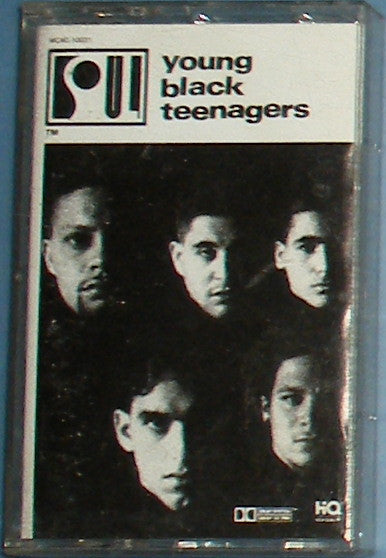 SOUL
TM
young
black
teenagers
HQ